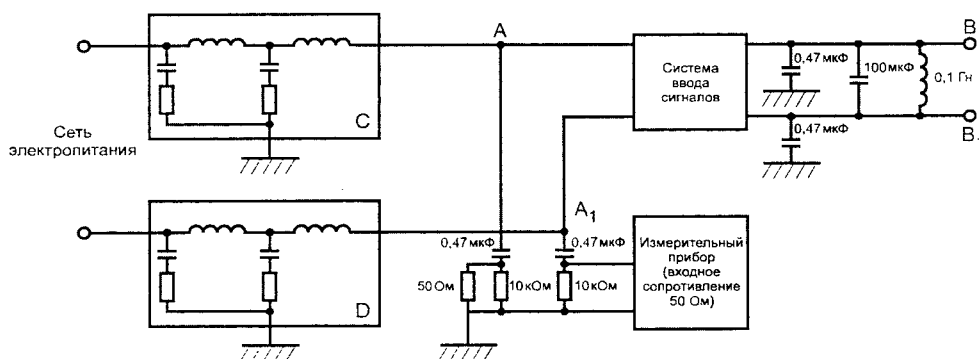 A
B
Система
ввода
сигналов
0,47 мкФ
100 мкФ
0,1 Гн
C
Сеть
электропитания
0,47 мкФ
B₁
A₁
0,47 мкФ
0,47 мкФ
50 Ом
10 кОм
10 кОм
Измерительный
прибор
(входное
сопротивление
50 Ом)
D